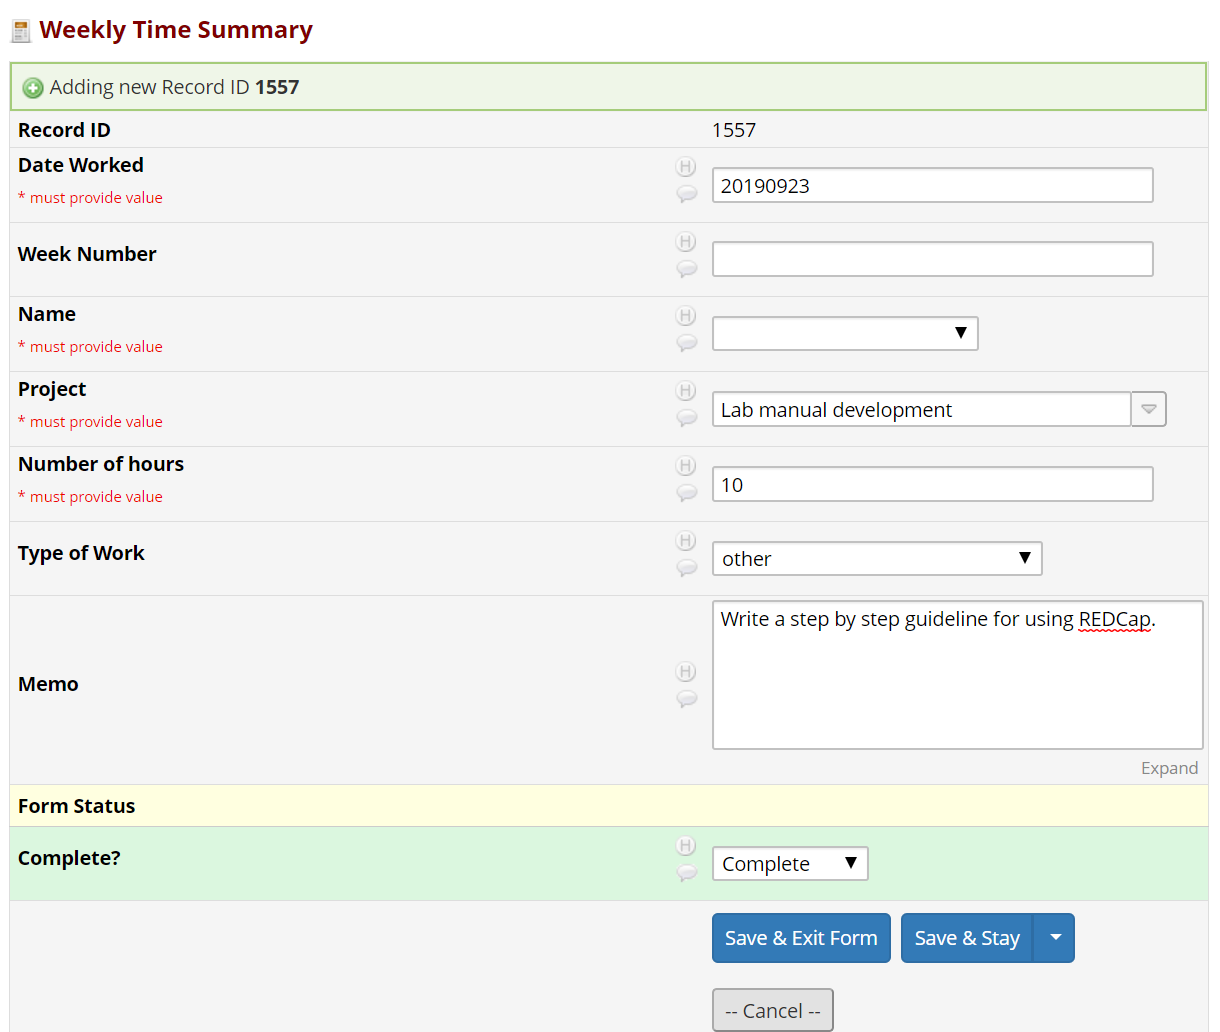 Weekly Time Summary
Adding new Record ID 1557
Record ID 1557
Date Worked
* must provide value
H
20190923
Week Number
H
Name
* must provide value
H
Project
* must provide value
H
Lab manual development
Number of hours
* must provide value
H
10
Type of Work
H
other
Memo
H
Write a step by step guideline for using REDCap.
Expand
Form Status
Complete?
H
Complete
Save & Exit Form Save & Stay
-- Cancel --